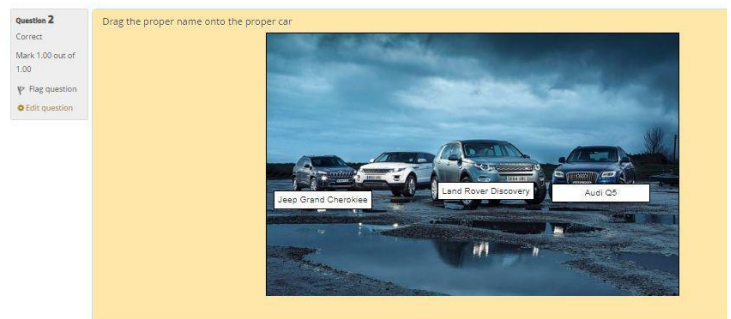 Question 2
Correct
Mark 1.00 out of
1.00
Flag question
Edit question
Drag the proper name onto the proper car
Jeep Grand Cherokiee
Land Rover Discovery
Audi Q5